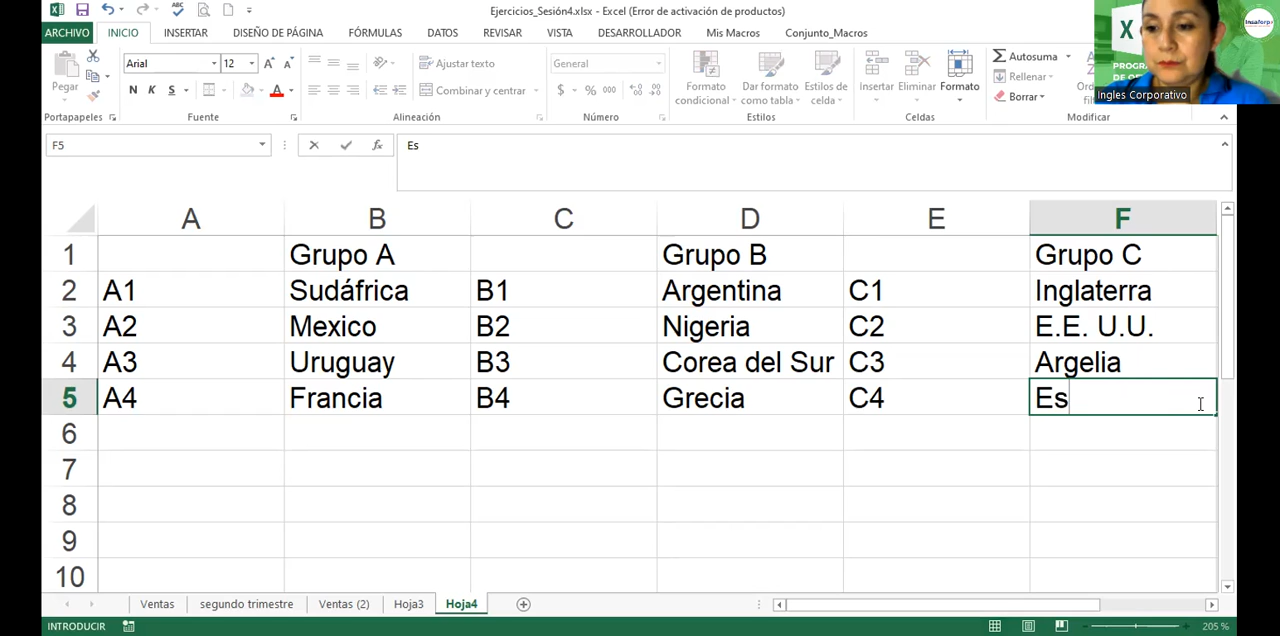 Ejercicios_Sesión4.xlsx - Excel (Error de activación de productos)
ARCHIVO INICIO INSERTAR DISEÑO DE PÁGINA FÓRMULAS DATOS REVISAR VISTA DESARROLLADOR Mis Macros Conjunto_Macros
Pegar
Arial 12
N K S
Ajustar texto
Combinar y centrar
General
$ % 000
Formato condicional
Dar formato como tabla
Estilos de celda
Insertar Eliminar Formato
Autosuma
Rellenar
Borrar
Portapapeles Fuente Alineación Número Estilos Celdas Modificar
Ingles Corporativo
Insaforp
F5 fx Es
A B C D E F
1 Grupo A Grupo B Grupo C
2 A1 Sudáfrica B1 Argentina C1 Inglaterra
3 A2 Mexico B2 Nigeria C2 E.E. U.U.
4 A3 Uruguay B3 Corea del Sur C3 Argelia
5 A4 Francia B4 Grecia C4 Es
6
7
8
9
10
Ventas segundo trimestre Ventas (2) Hoja3 Hoja4
INTRODUCIR 205 %